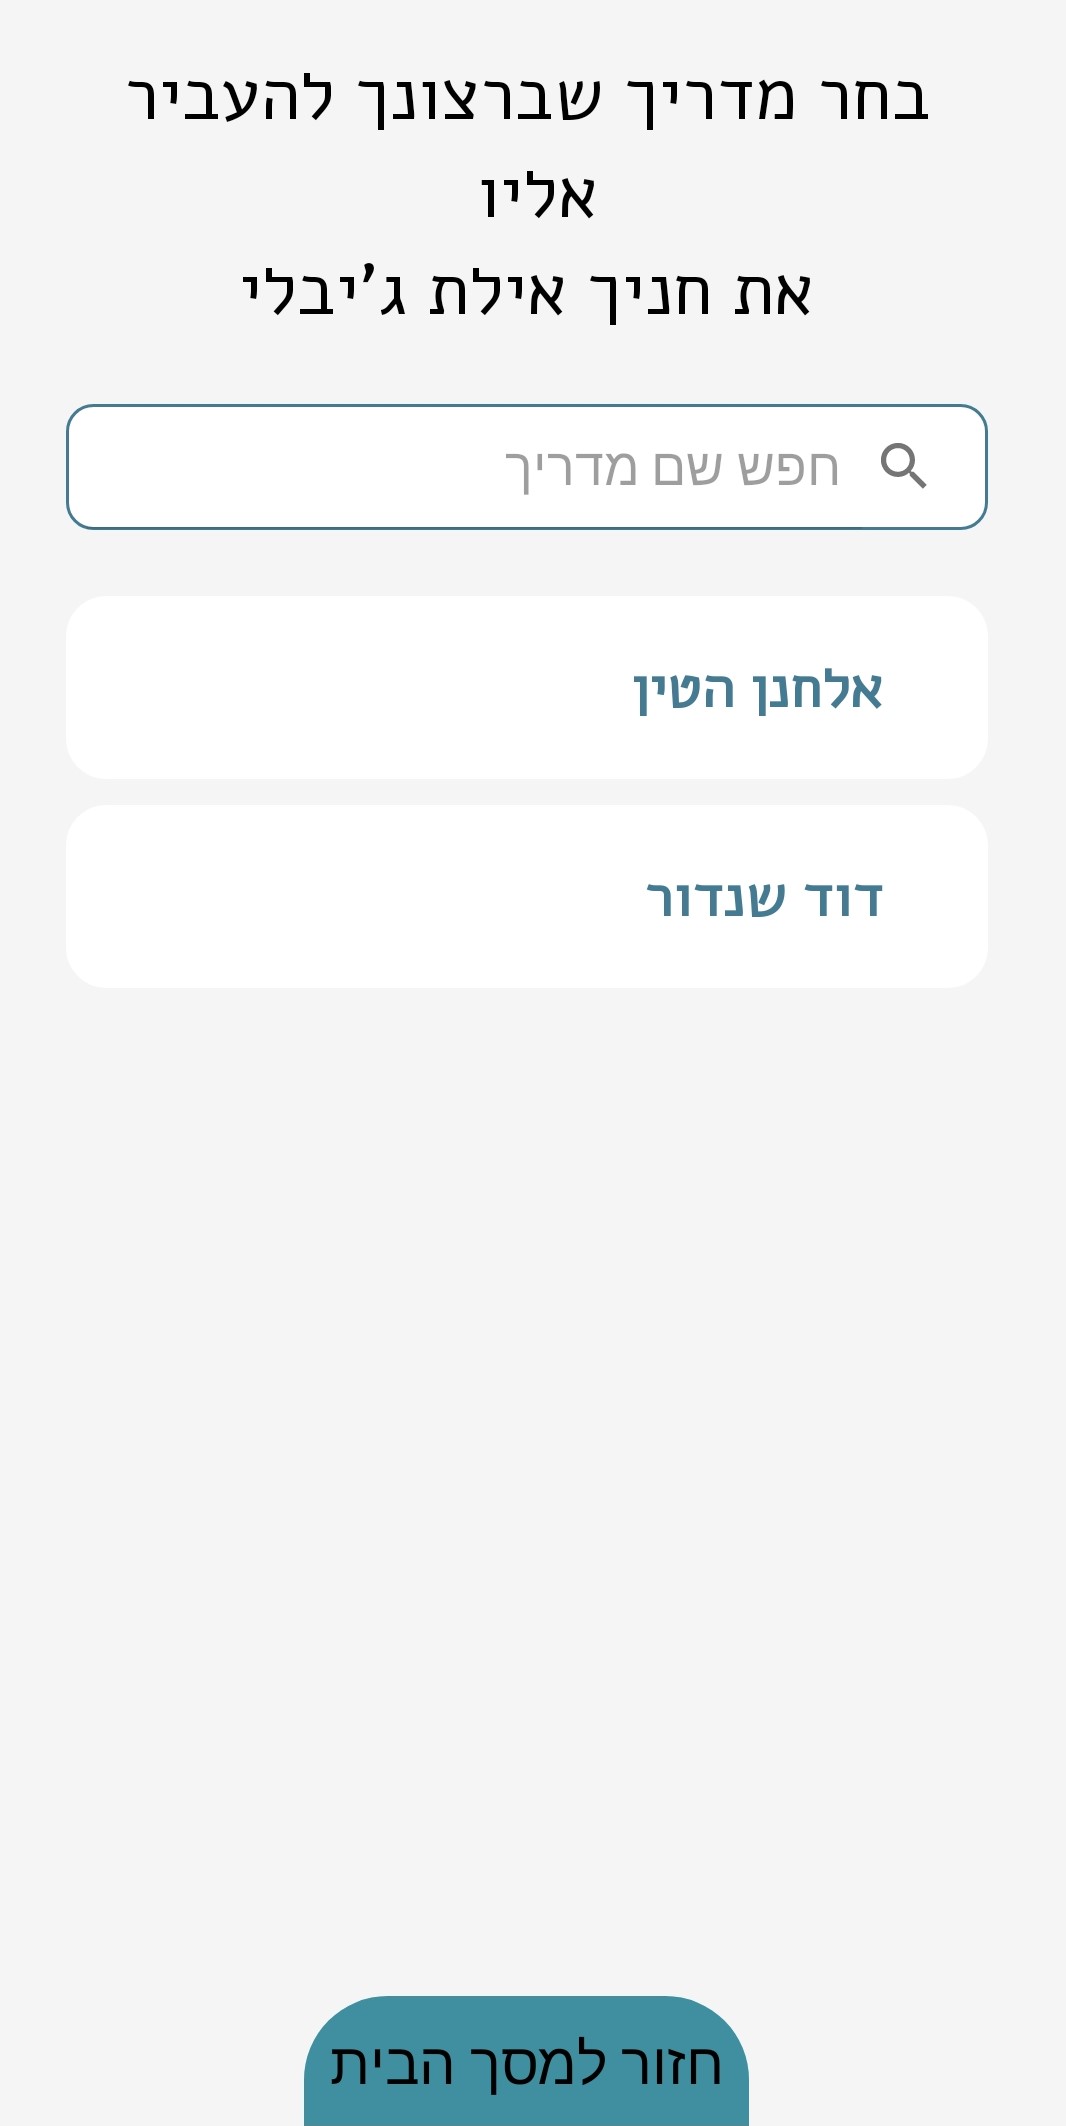 בחר מדריך שברצונך להעביר
אליו
את חניך אילת ג'יבלי
חפש שם מדריך
אלחנן הטין
דוד שנדור
חזור למסך הבית